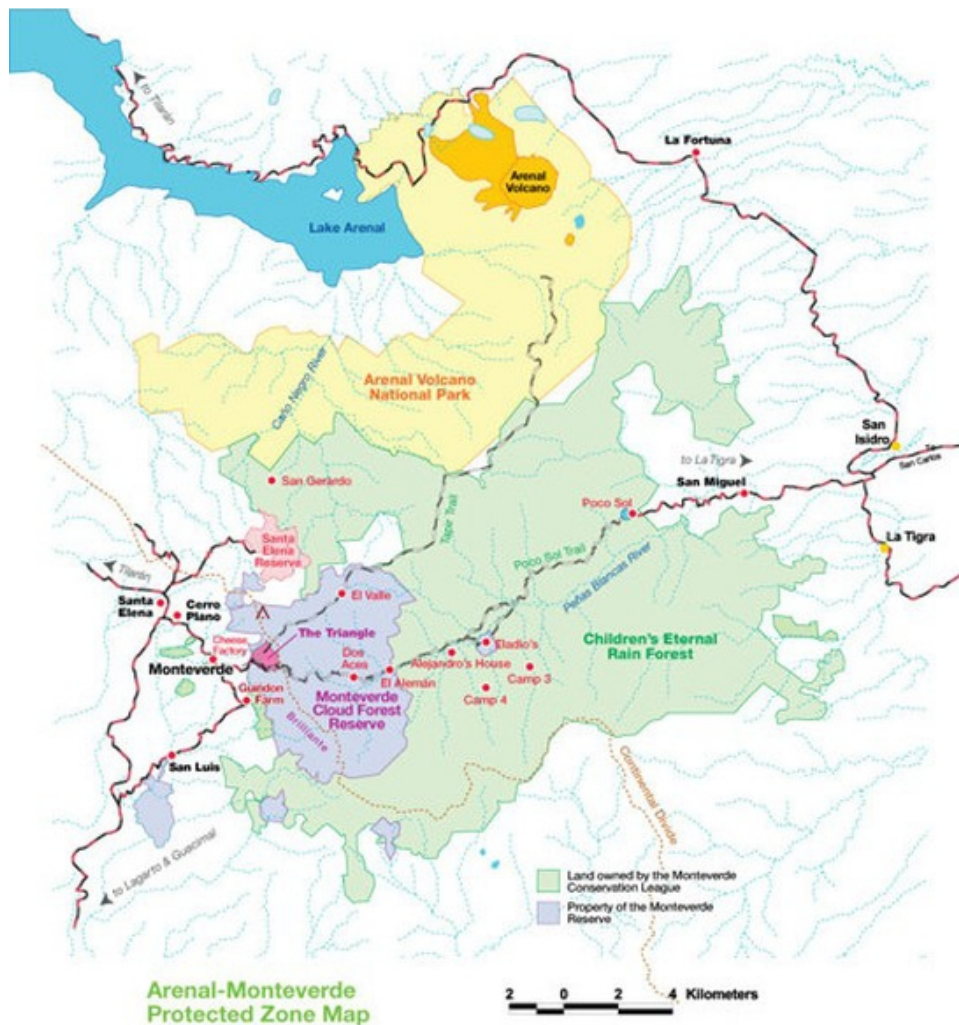 to Tilarán
La Fortuna
Arenal
Volcano
Lake Arenal
Caño Negro River
Arenal Volcano
National Park
San
Isidro
To
San Carlos
to La Tigra
San Miguel
San Gerardo
Poco Sol
Tapir Trail
Santa
Elena
Reserve
Poco Sol Trail
Peñas Blancas River
La Tigra
Tilarán
El Valle
Santa
Elena
Cerro
Plano
The Triangle
Eladio's
Children's Eternal
Rain Forest
Cheese
Factory
Monteverde
Dos
Aces
Alejandro's House
El Alemán
Camp 3
Camp 4
Guindon
Farm
Monteverde
Cloud Forest
Reserve
Brillante
San Luis
Continental Divide
to Lagarto & Guacimal
Land owned by the Monteverde
Conservation League
Property of the Monteverde
Reserve
Arenal-Monteverde
Protected Zone Map
2 0 2 4 Kilometers